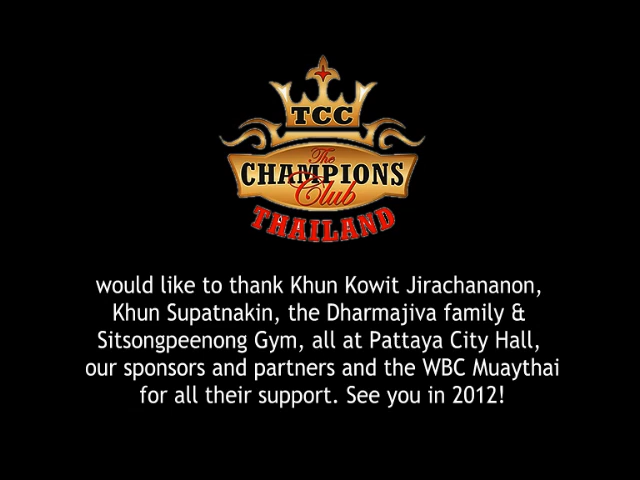 TCC
The
CHAMPIONS
Club
THAILAND
would like to thank Khun Kowit Jirachananon,
Khun Supatnakin, the Dharmajiva family &
Sitsongpeenong Gym, all at Pattaya City Hall,
our sponsors and partners and the WBC Muaythai
for all their support. See you in 2012!